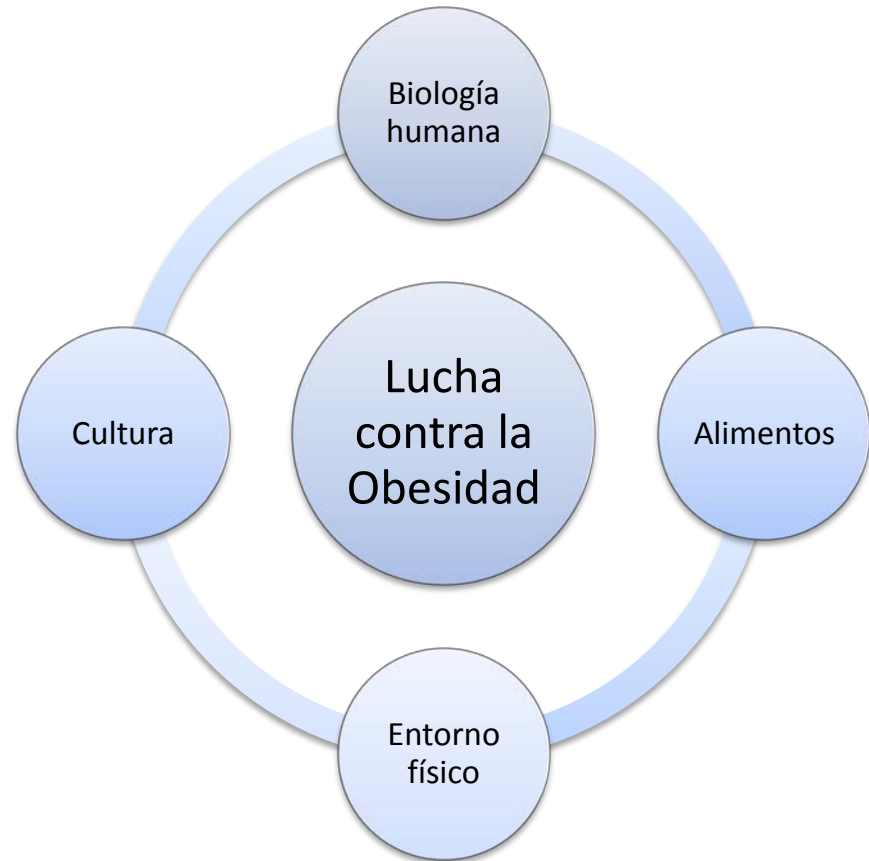 Biología
humana
Cultura
Lucha
contra la
Obesidad
Alimentos
Entorno
físico